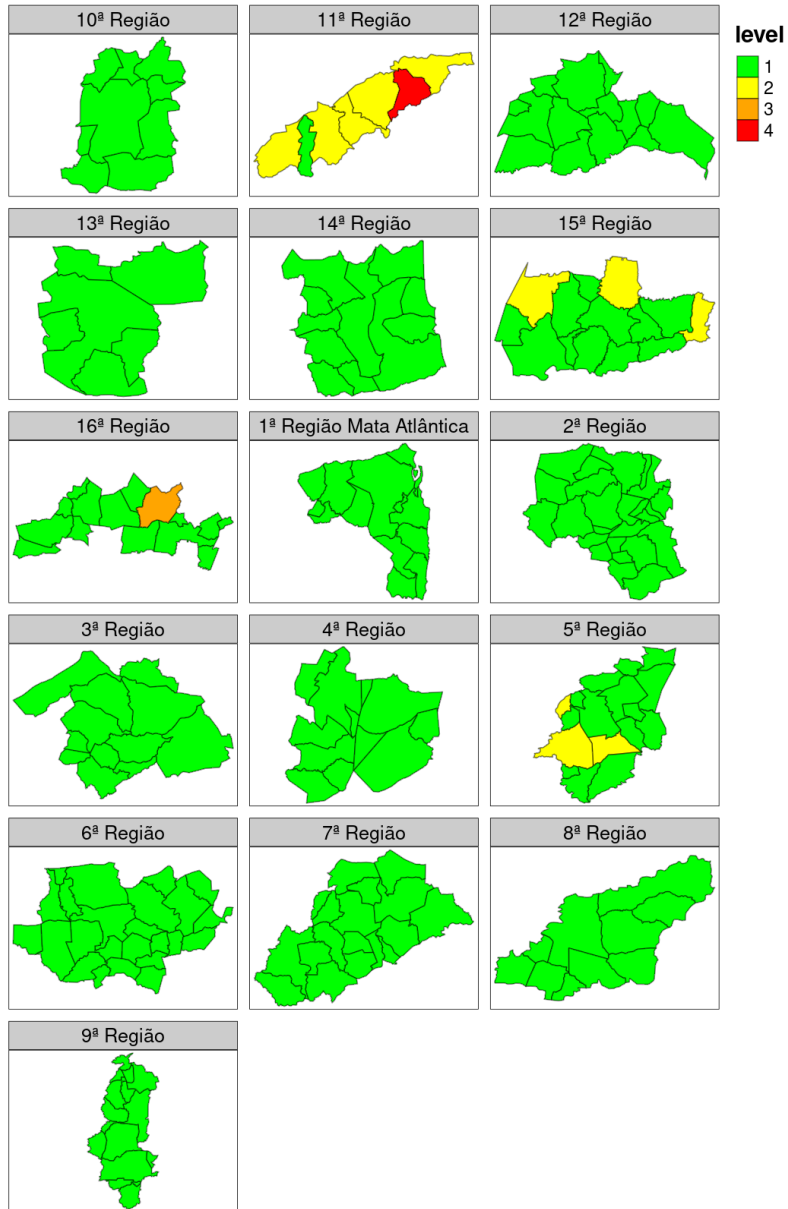 10ª Região
11ª Região
12ª Região
level
1
2
3
4
13ª Região
14ª Região
15ª Região
16ª Região
1ª Região Mata Atlântica
2ª Região
3ª Região
4ª Região
5ª Região
6ª Região
7ª Região
8ª Região
9ª Região